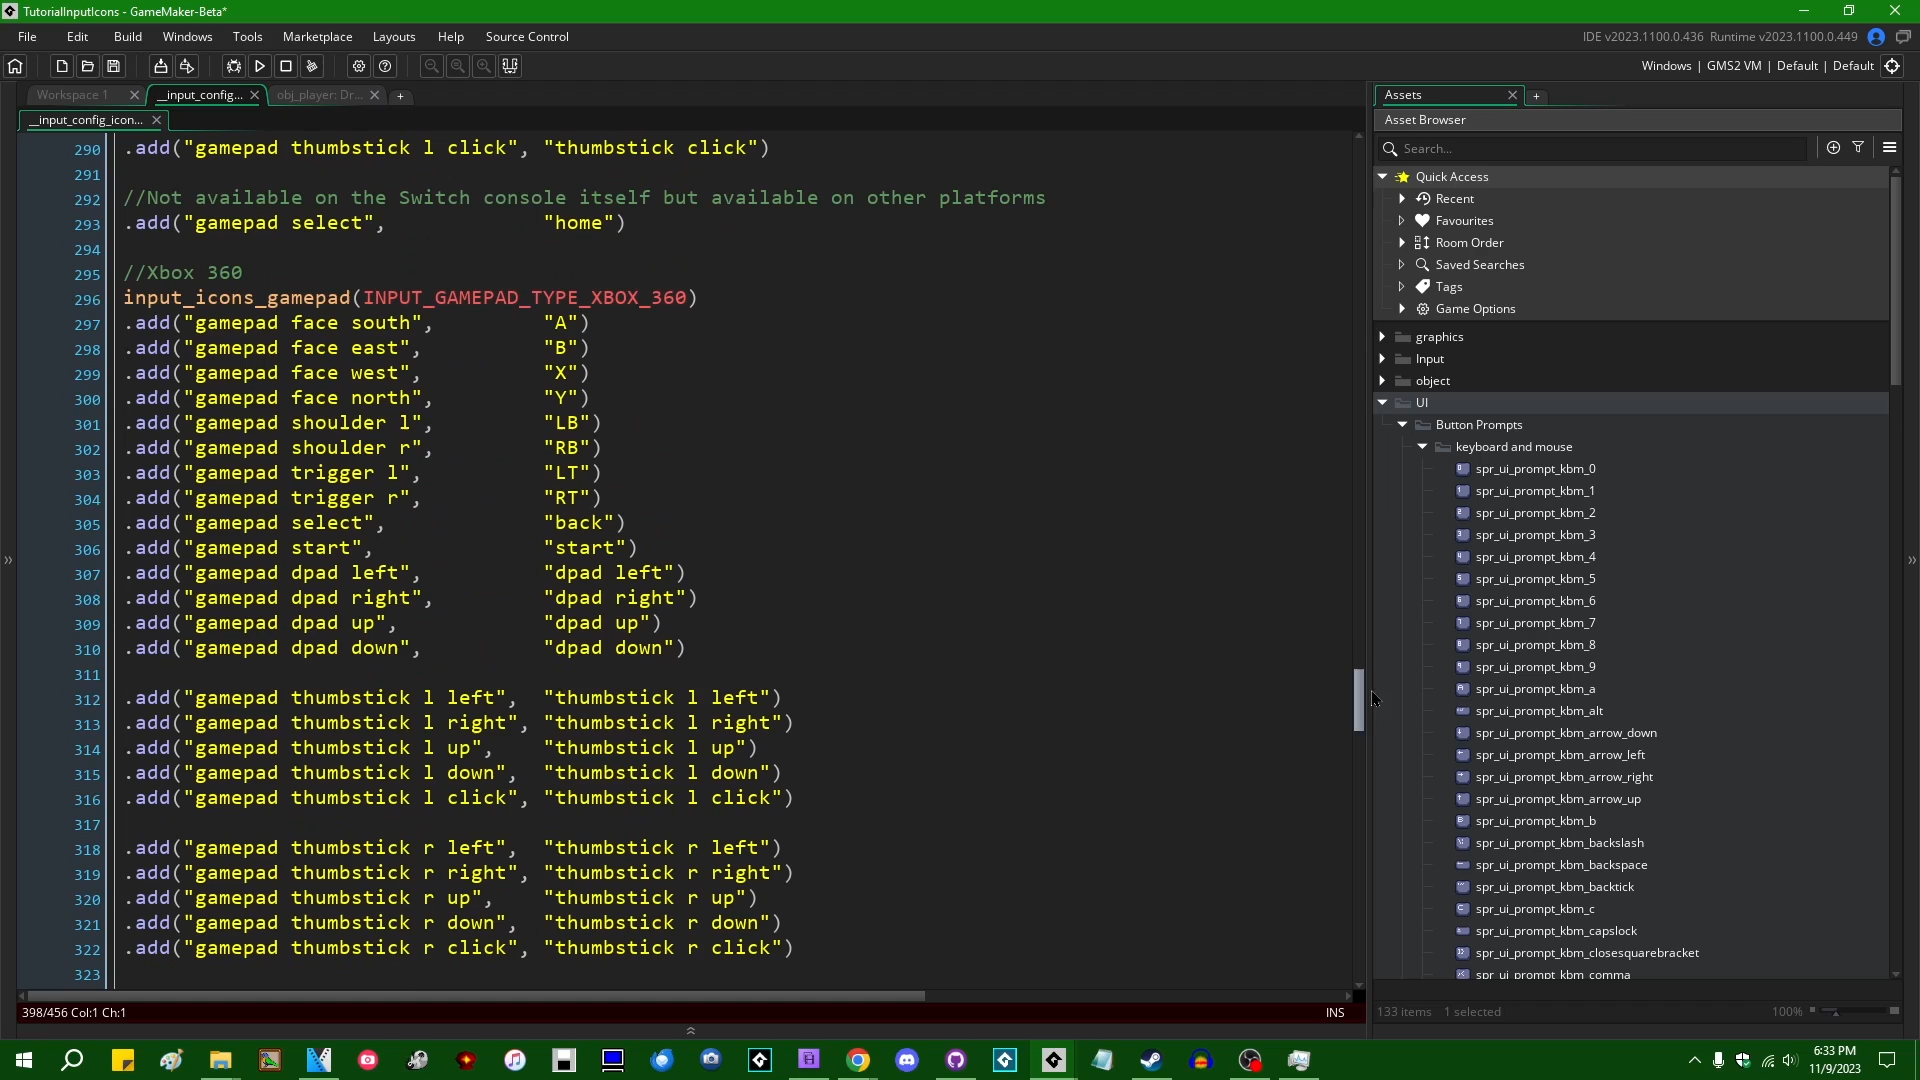 TutorialInputIcons - GameMaker-Beta*
File Edit Build Windows Tools Marketplace Layouts Help Source Control
IDE v2023.1100.0.436 Runtime v2023.1100.0.449
Windows | GMS2 VM | Default | Default
Workspace 1 __input_config... obj_player: Dr...
__input_config_icon...
290 .add("gamepad thumbstick l click", "thumbstick click")
291
292 //Not available on the Switch console itself but available on other platforms
293 .add("gamepad select", "home")
294
295 //Xbox 360
296 input_icons_gamepad(INPUT_GAMEPAD_TYPE_XBOX_360)
297 .add("gamepad face south", "A")
298 .add("gamepad face east", "B")
299 .add("gamepad face west", "X")
300 .add("gamepad face north", "Y")
301 .add("gamepad shoulder l", "LB")
302 .add("gamepad shoulder r", "RB")
303 .add("gamepad trigger l", "LT")
304 .add("gamepad trigger r", "RT")
305 .add("gamepad select", "back")
306 .add("gamepad start", "start")
307 .add("gamepad dpad left", "dpad left")
308 .add("gamepad dpad right", "dpad right")
309 .add("gamepad dpad up", "dpad up")
310 .add("gamepad dpad down", "dpad down")
311
312 .add("gamepad thumbstick l left", "thumbstick l left")
313 .add("gamepad thumbstick l right", "thumbstick l right")
314 .add("gamepad thumbstick l up", "thumbstick l up")
315 .add("gamepad thumbstick l down", "thumbstick l down")
316 .add("gamepad thumbstick l click", "thumbstick l click")
317
318 .add("gamepad thumbstick r left", "thumbstick r left")
319 .add("gamepad thumbstick r right", "thumbstick r right")
320 .add("gamepad thumbstick r up", "thumbstick r up")
321 .add("gamepad thumbstick r down", "thumbstick r down")
322 .add("gamepad thumbstick r click", "thumbstick r click")
323
398/456 Col:1 Ch:1 INS
Assets
Asset Browser
Search...
Quick Access
Recent
Favourites
Room Order
Saved Searches
Tags
Game Options
graphics
Input
object
UI
Button Prompts
keyboard and mouse
spr_ui_prompt_kbm_0
spr_ui_prompt_kbm_1
spr_ui_prompt_kbm_2
spr_ui_prompt_kbm_3
spr_ui_prompt_kbm_4
spr_ui_prompt_kbm_5
spr_ui_prompt_kbm_6
spr_ui_prompt_kbm_7
spr_ui_prompt_kbm_8
spr_ui_prompt_kbm_9
spr_ui_prompt_kbm_a
spr_ui_prompt_kbm_alt
spr_ui_prompt_kbm_arrow_down
spr_ui_prompt_kbm_arrow_left
spr_ui_prompt_kbm_arrow_right
spr_ui_prompt_kbm_arrow_up
spr_ui_prompt_kbm_b
spr_ui_prompt_kbm_backslash
spr_ui_prompt_kbm_backspace
spr_ui_prompt_kbm_backtick
spr_ui_prompt_kbm_c
spr_ui_prompt_kbm_capslock
spr_ui_prompt_kbm_closesquarebracket
spr_ui_prompt_kbm_comma
133 items 1 selected 100%
6:33 PM
11/9/2023